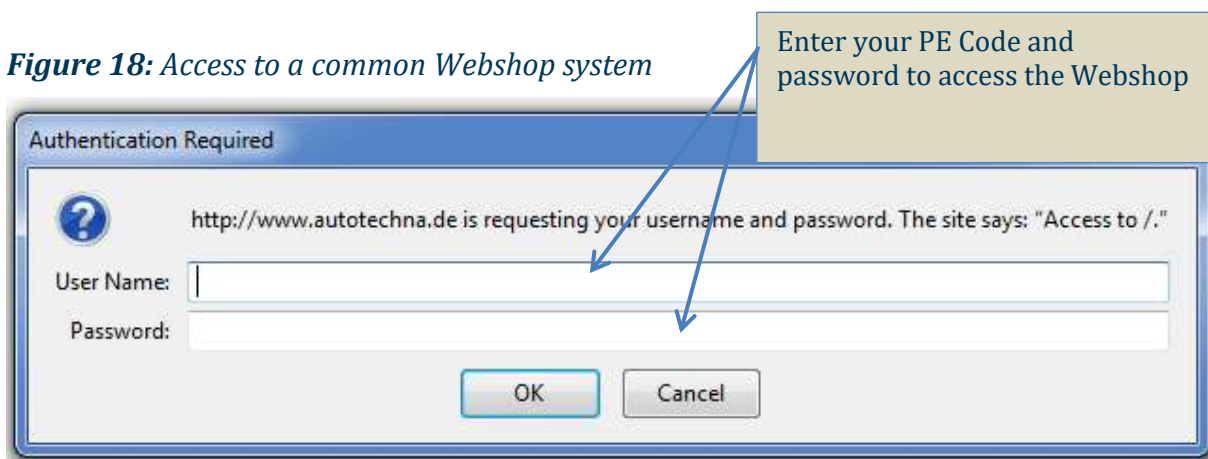 Figure 18: Access to a common Webshop system
Enter your PE Code and
password to access the Webshop
Authentication Required
http://www.autotechna.de is requesting your username and password. The site says: "Access to /."
User Name:
Password:
OK
Cancel